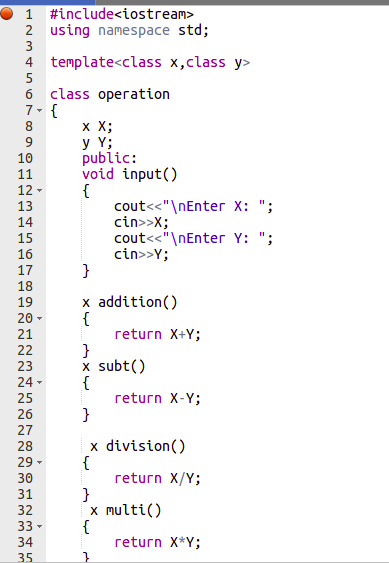 1 #include<iostream>
2 using namespace std;
3
4 template<class x,class y>
5
6 class operation
7 {
8 x X;
9 y Y;
10 public:
11 void input()
12 {
13 cout<<"\nEnter X: ";
14 cin>>X;
15 cout<<"\nEnter Y: ";
16 cin>>Y;
17 }
18
19 x addition()
20 {
21 return X+Y;
22 }
23 x subt()
24 {
25 return X-Y;
26 }
27
28 x division()
29 {
30 return X/Y;
31 }
32 x multi()
33 {
34 return X*Y;
35 }